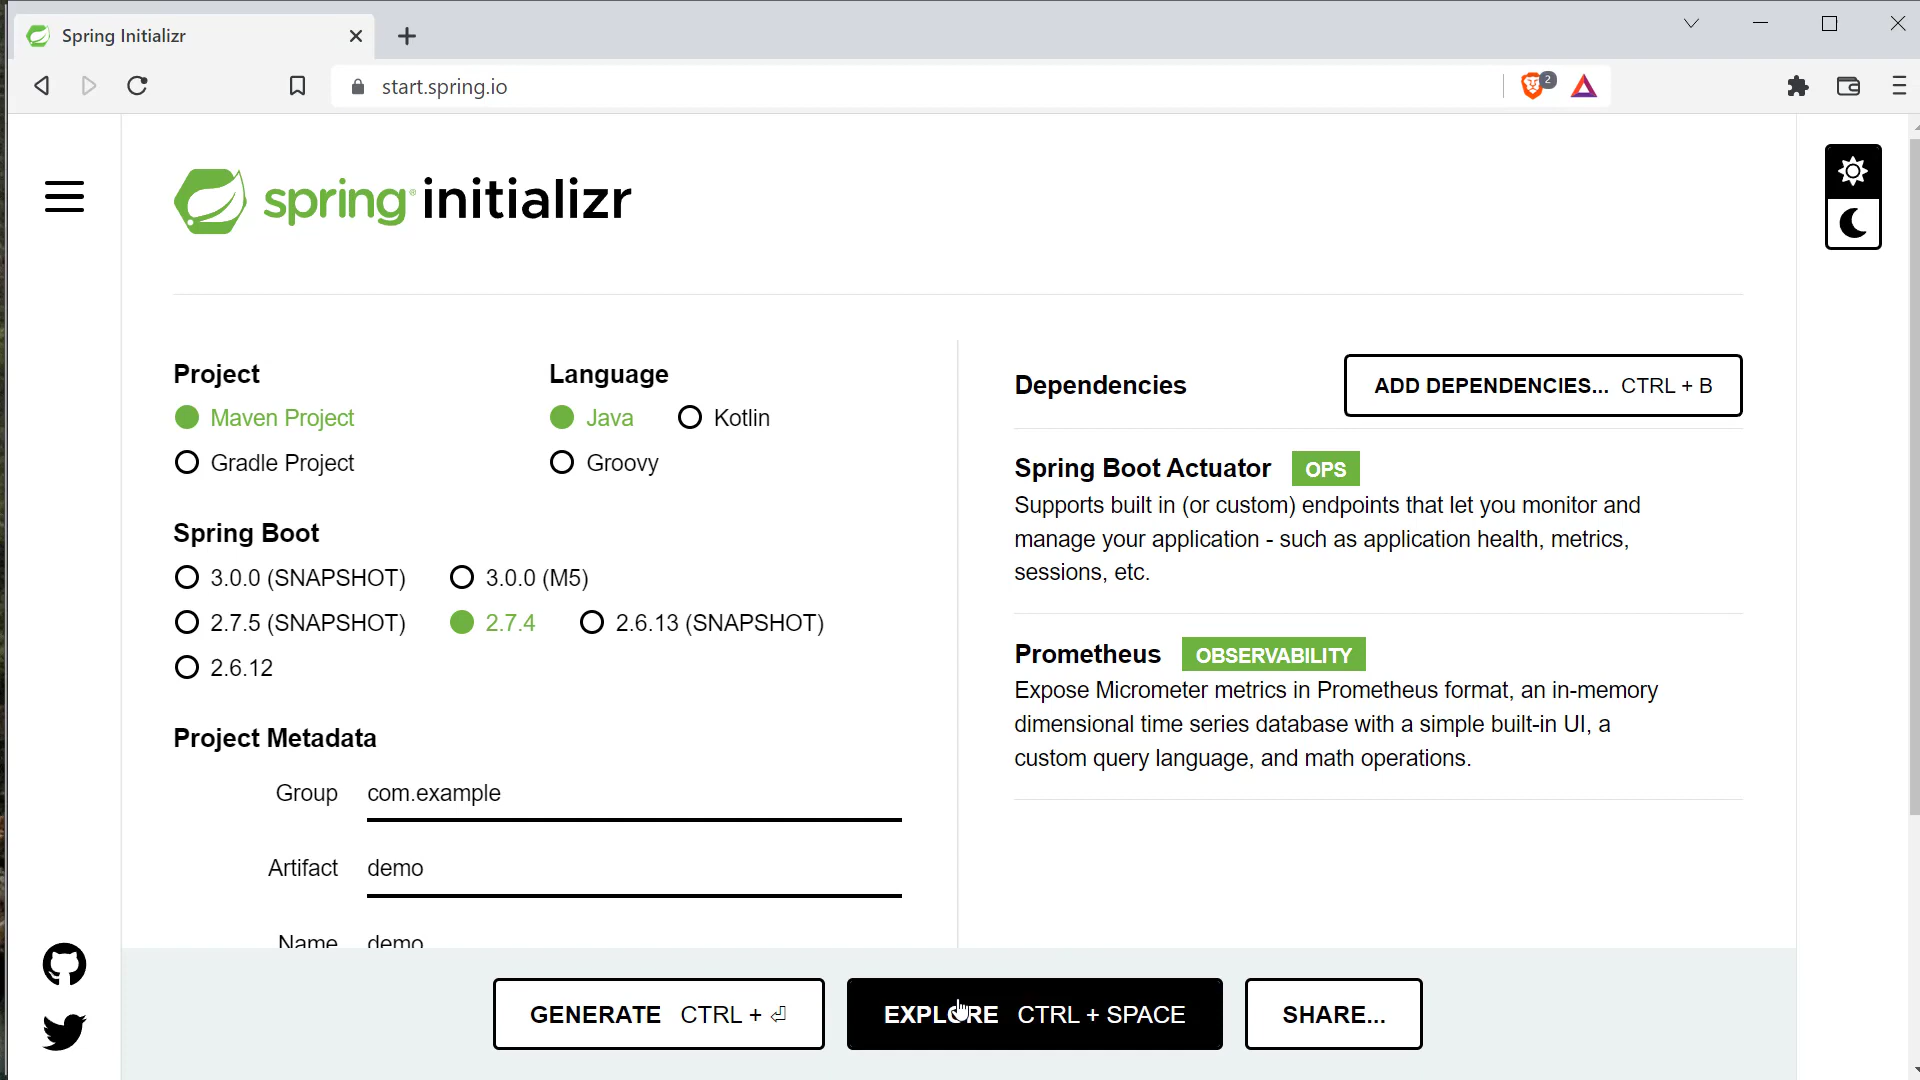 Spring Initializr
start.spring.io
2
spring® initializr
Project
Language
Maven Project
Java
Kotlin
Gradle Project
Groovy
Spring Boot
3.0.0 (SNAPSHOT)
3.0.0 (M5)
2.7.5 (SNAPSHOT)
2.7.4
2.6.13 (SNAPSHOT)
2.6.12
Project Metadata
Group
com.example
Artifact
demo
Name
demo
Dependencies
ADD DEPENDENCIES... CTRL + B
Spring Boot Actuator OPS
Supports built in (or custom) endpoints that let you monitor and
manage your application - such as application health, metrics,
sessions, etc.
Prometheus OBSERVABILITY
Expose Micrometer metrics in Prometheus format, an in-memory
dimensional time series database with a simple built-in UI, a
custom query language, and math operations.
GENERATE CTRL + ⏎
EXPLORE CTRL + SPACE
SHARE...